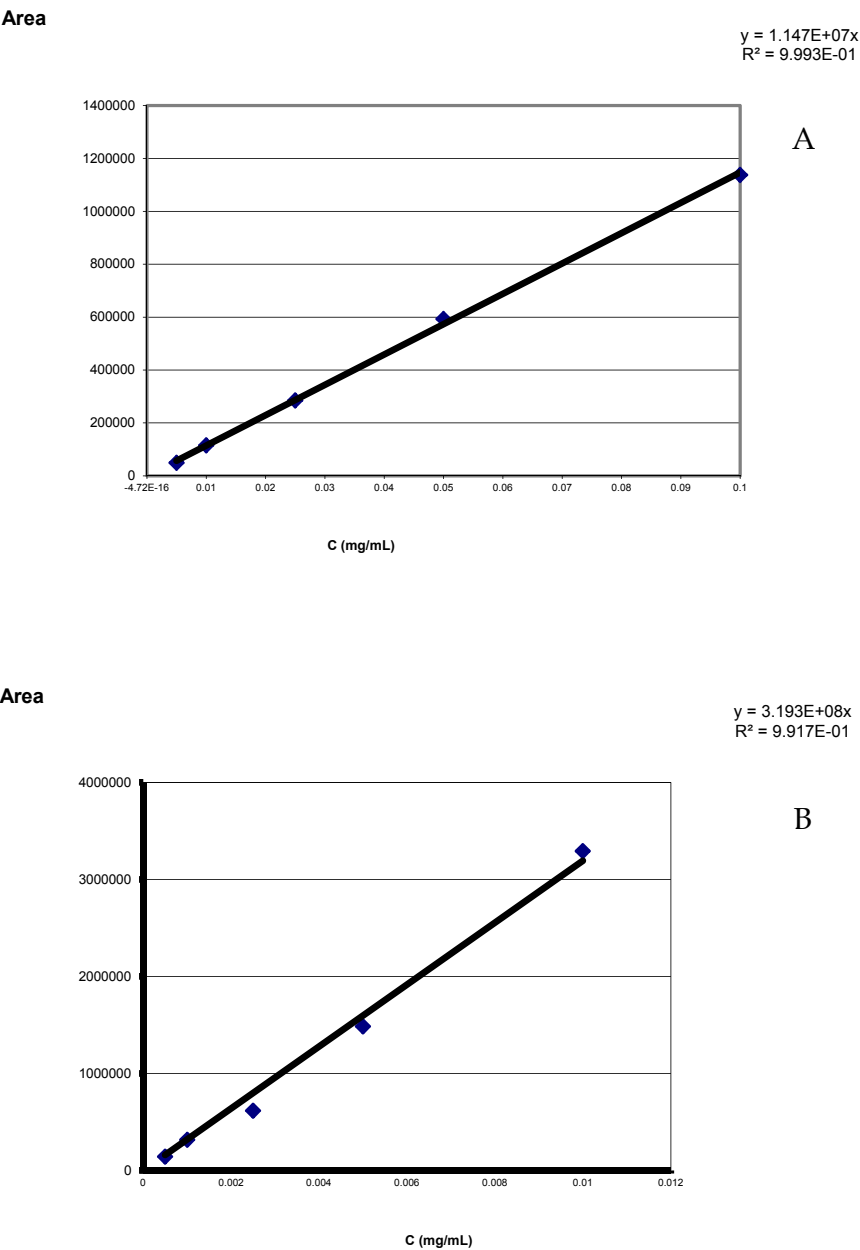 Area
y = 1.147E+07x
R² = 9.993E-01
A
1400000
1200000
1000000
800000
600000
400000
200000
0
-4.72E-16 0.01 0.02 0.03 0.04 0.05 0.06 0.07 0.08 0.09 0.1
C (mg/mL)
Area
y = 3.193E+08x
R² = 9.917E-01
B
4000000
3000000
2000000
1000000
0
0 0.002 0.004 0.006 0.008 0.01 0.012
C (mg/mL)